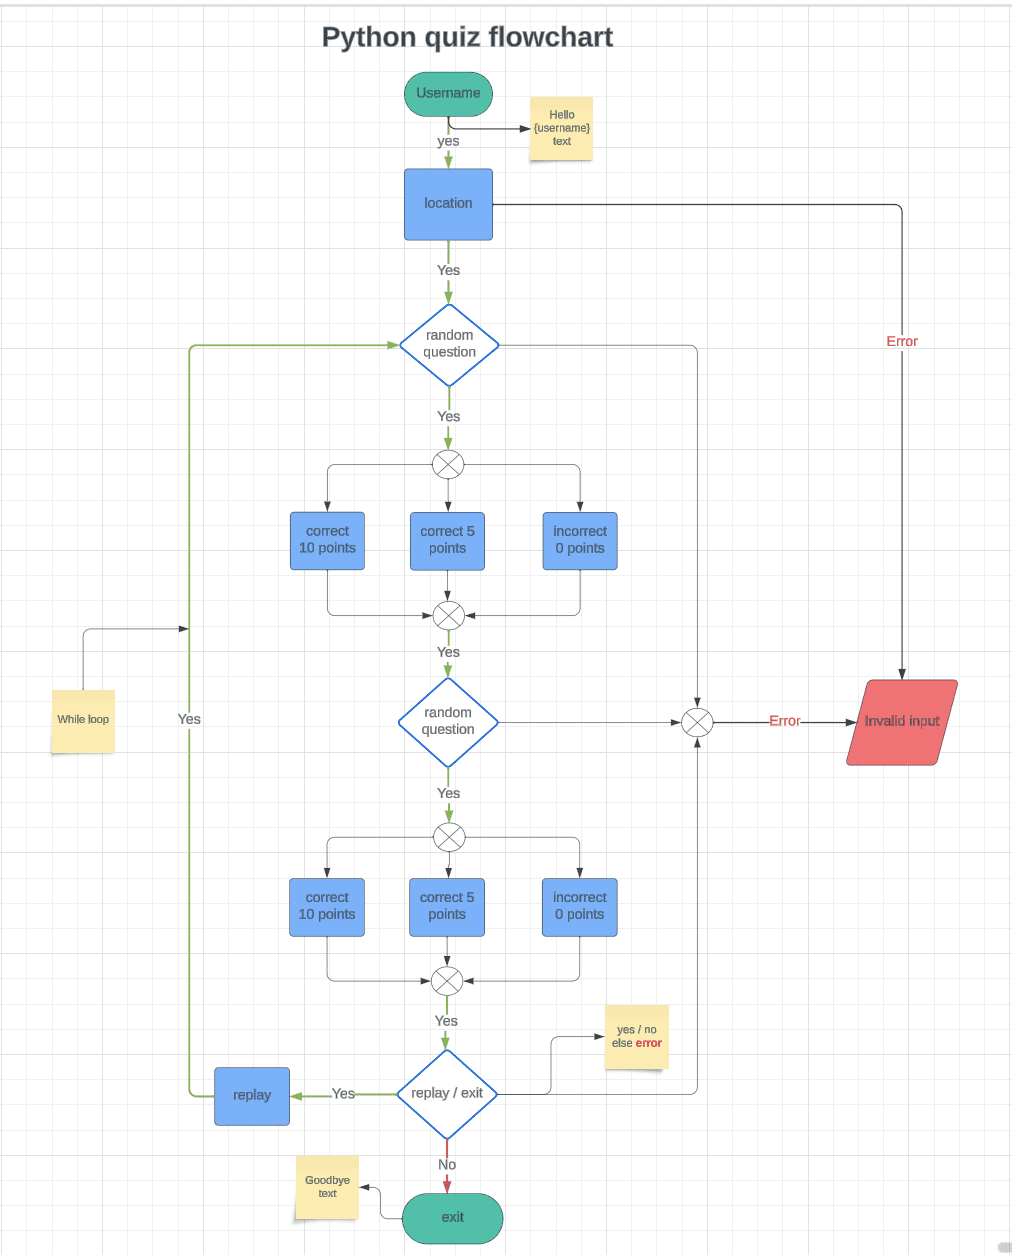 Python quiz flowchart
Username
Hello
{username}
text
yes
location
Yes
random
question
Error
Yes
correct
10 points
correct 5
points
incorrect
0 points
Yes
While loop
Yes
random
question
Error
Invalid input
Yes
correct
10 points
correct 5
points
incorrect
0 points
Yes
yes / no
else error
replay
Yes
replay / exit
No
Goodbye
text
exit